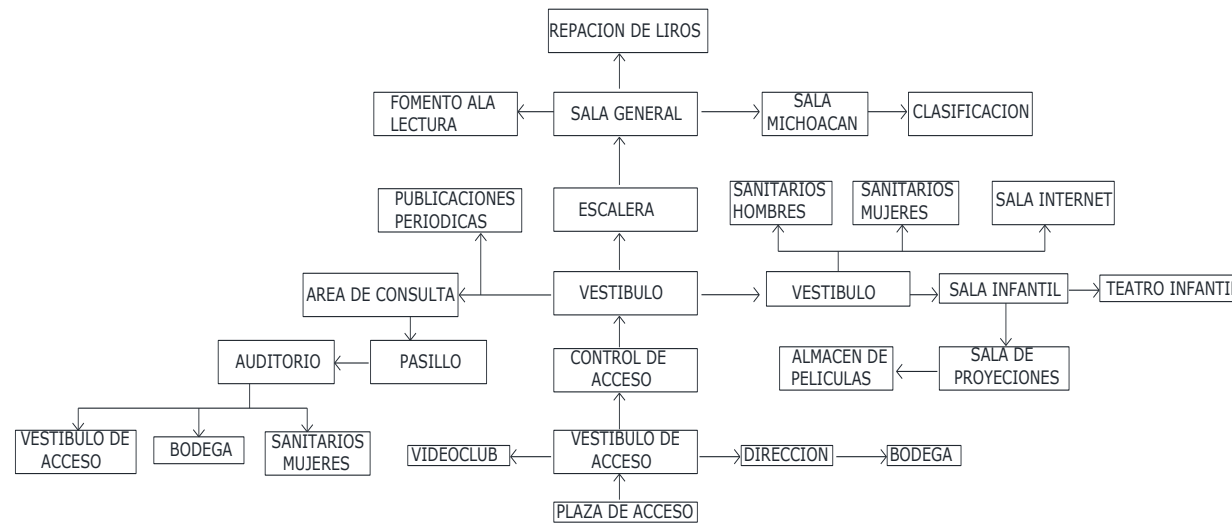 REPACION DE LIROS
FOMENTO ALA
LECTURA
SALA GENERAL
SALA
MICHOACAN
CLASIFICACION
PUBLICACIONES
PERIODICAS
ESCALERA
SANITARIOS
HOMBRES
SANITARIOS
MUJERES
SALA INTERNET
AREA DE CONSULTA
VESTIBULO
VESTIBULO
SALA INFANTIL
TEATRO INFANTIL
AUDITORIO
PASILLO
CONTROL DE
ACCESO
ALMACEN DE
PELICULAS
SALA DE
PROYECIONES
VESTIBULO DE
ACCESO
BODEGA
SANITARIOS
MUJERES
VIDEOCLUB
VESTIBULO DE
ACCESO
DIRECCION
BODEGA
PLAZA DE ACCESO